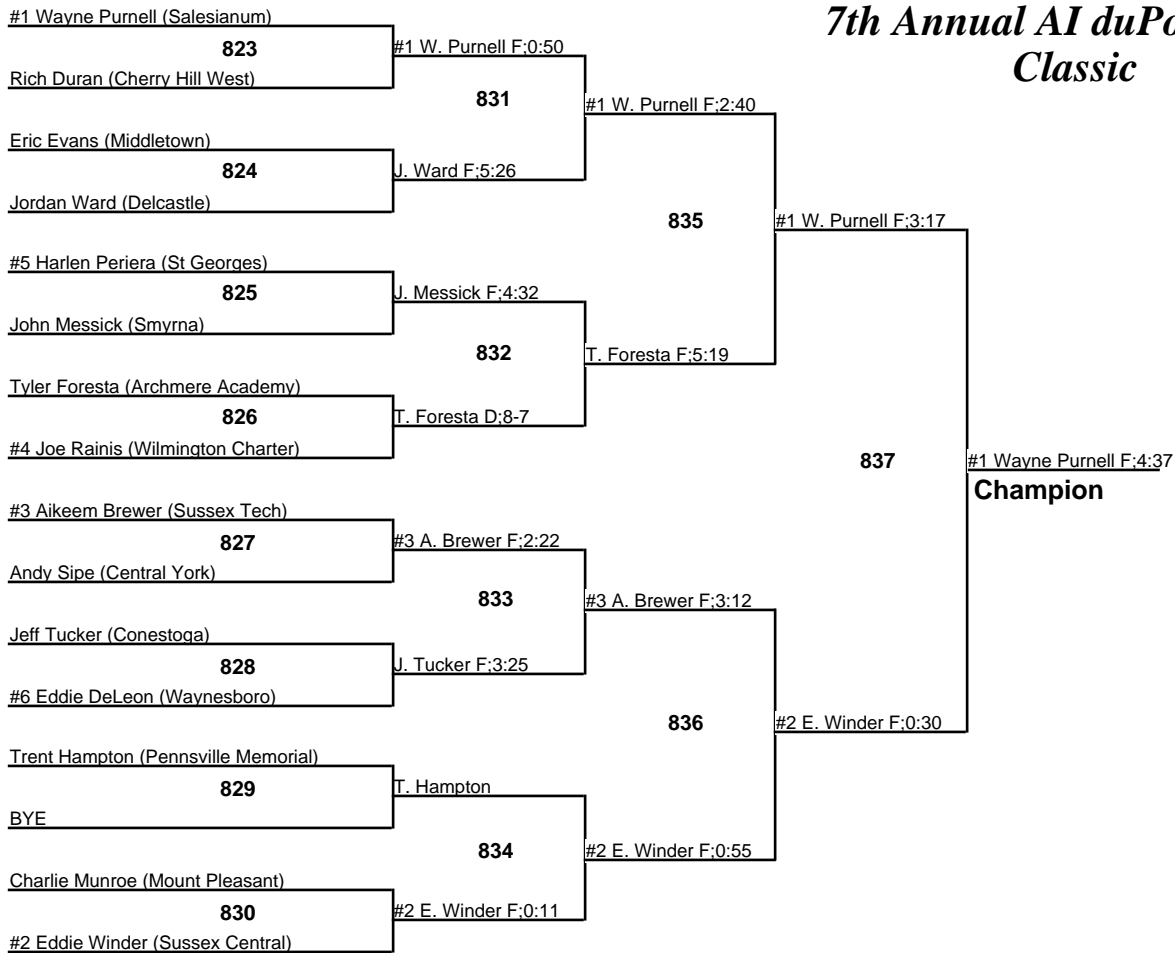 7th Annual AI duPo
Classic
#1 Wayne Purnell (Salesianum)
823
Rich Duran (Cherry Hill West)
#1 W. Purnell F;0:50
831
Eric Evans (Middletown)
824
Jordan Ward (Delcastle)
J. Ward F;5:26
#1 W. Purnell F;2:40
835
#5 Harlen Periera (St Georges)
825
John Messick (Smyrna)
J. Messick F;4:32
832
Tyler Foresta (Archmere Academy)
826
#4 Joe Rainis (Wilmington Charter)
T. Foresta D;8-7
T. Foresta F;5:19
#1 W. Purnell F;3:17
837
#1 Wayne Purnell F;4:37
Champion
#3 Aikeem Brewer (Sussex Tech)
827
Andy Sipe (Central York)
#3 A. Brewer F;2:22
833
Jeff Tucker (Conestoga)
828
#6 Eddie DeLeon (Waynesboro)
J. Tucker F;3:25
#3 A. Brewer F;3:12
836
#2 E. Winder F;0:30
Trent Hampton (Pennsville Memorial)
829
BYE
T. Hampton
834
Charlie Munroe (Mount Pleasant)
830
#2 Eddie Winder (Sussex Central)
#2 E. Winder F;0:11
#2 E. Winder F;0:55